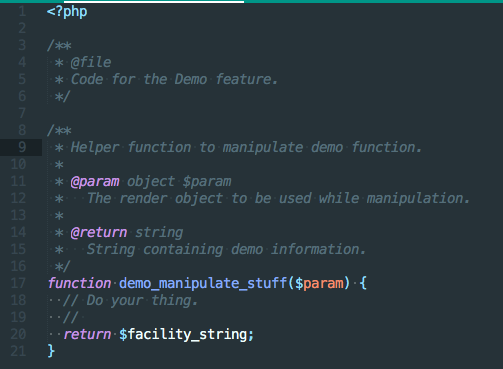 1 <?php
2
3 /**
4  * @file
5  * Code for the Demo feature.
6  */
7
8 /**
9  * Helper function to manipulate demo function.
10  *
11  * @param object $param
12  *   The render object to be used while manipulation.
13  *
14  * @return string
15  *   String containing demo information.
16  */
17 function demo_manipulate_stuff($param) {
18   // Do your thing.
19   //
20   return $facility_string;
21 }